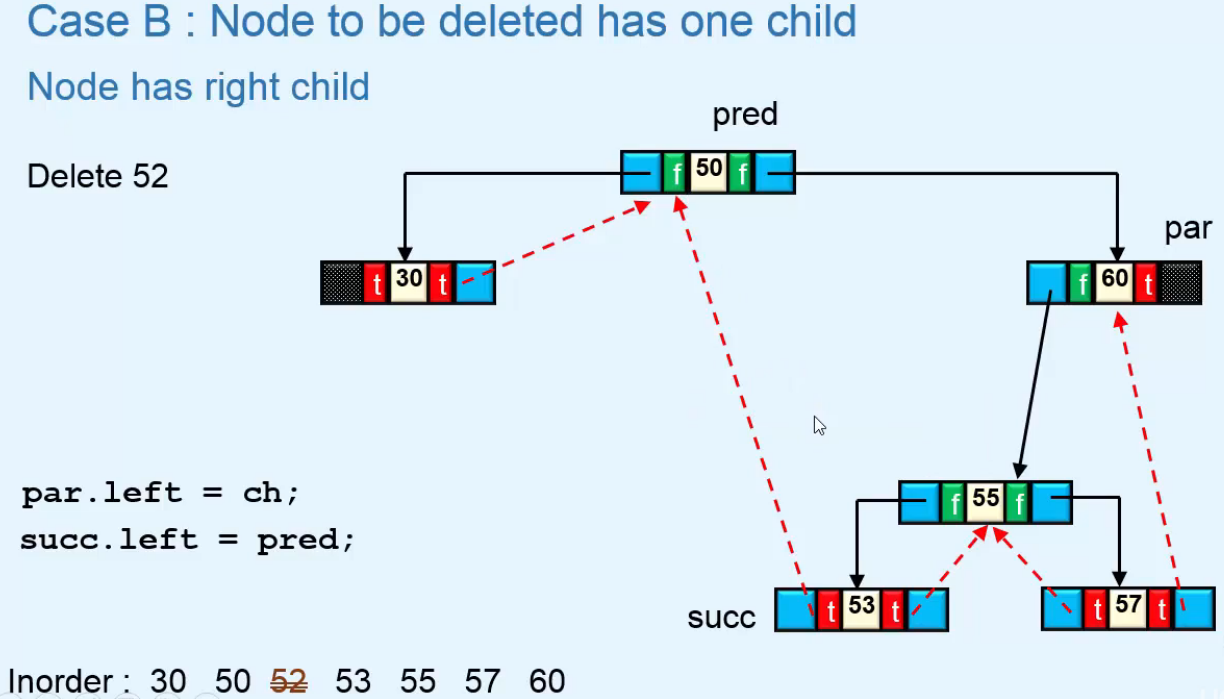 Case B : Node to be deleted has one child
Node has right child
pred
Delete 52
f 50 f
par
t 30 t
f 60 t
par.left = ch;
f 55 f
succ.left = pred;
succ
t 53 t
t 57 t
Inorder : 30 50 52 53 55 57 60